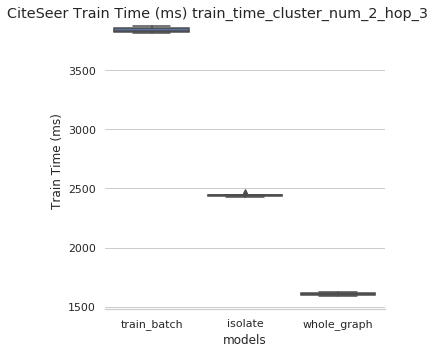 CiteSeer Train Time (ms) train_time_cluster_num_2_hop_3
3500
3000
2500
2000
1500
Train Time (ms)
train_batch isolate whole_graph
models